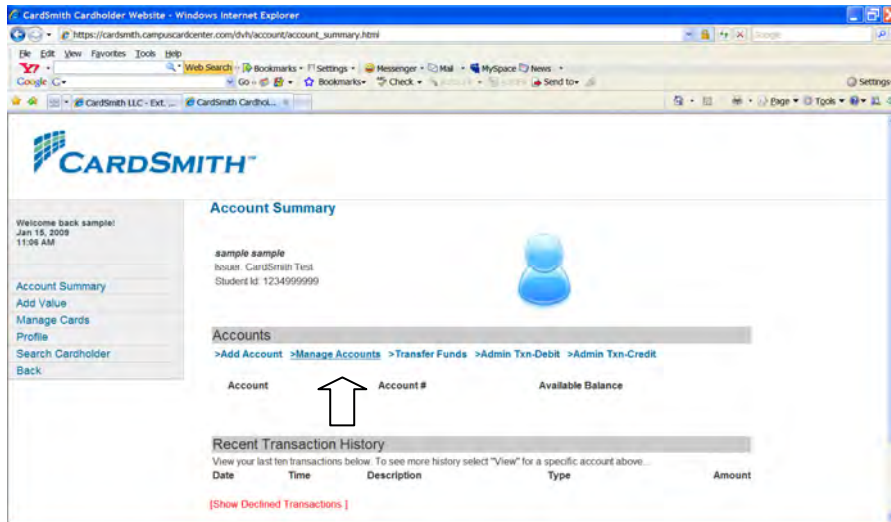 CardSmith Cardholder Website - Windows Internet Explorer
https://cardsmith.campuscardcenter.com/dvh/account/account_summary.html
File Edit View Favorites Tools Help
Web Search Bookmarks Settings Messenger Mail MySpace News
Google Go Bookmarks Check Send to Settings
CardSmith LLC - Ext. ... CardSmith Cardhol... Page Tools
CARDSMITH™
Account Summary
Welcome back sample!
Jan 15, 2009
11:06 AM
sample sample
Issuer: CardSmith Test
Student Id: 1234999999
Account Summary
Add Value
Manage Cards
Profile
Search Cardholder
Back
Accounts
>Add Account >Manage Accounts >Transfer Funds >Admin Txn-Debit >Admin Txn-Credit
Account Account # Available Balance
Recent Transaction History
View your last ten transactions below. To see more history select "View" for a specific account above...
Date Time Description Type Amount
[Show Declined Transactions ]